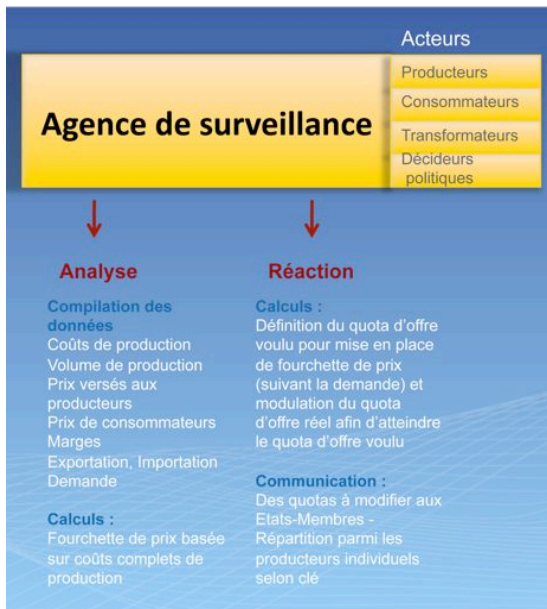 Acteurs
Agence de surveillance
Producteurs
Consommateurs
Transformateurs
Décideurs
politiques
Analyse
Compilation des
données
Coûts de production
Volume de production
Prix versés aux
producteurs
Prix de consommateurs
Marges
Exportation, Importation
Demande
Calculs :
Fourchette de prix basée
sur coûts complets de
production
Réaction
Calculs :
Définition du quota d'offre
voulu pour mise en place
de fourchette de prix
(suivant la demande) et
modulation du quota
d'offre réel afin d'atteindre
le quota d'offre voulu
Communication :
Des quotas à modifier aux
Etats-Membres -
Répartition parmi les
producteurs individuels
selon clé